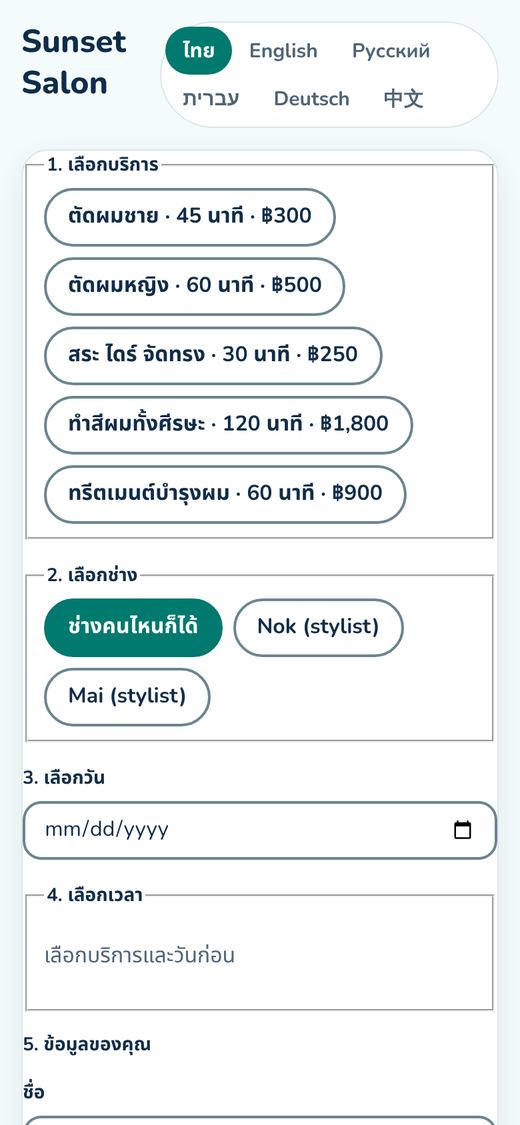 Sunset
Salon
ไทย English Русский
עברית Deutsch 中文
1. เลือกบริการ
ตัดผมชาย · 45 นาที · ฿300
ตัดผมหญิง · 60 นาที · ฿500
สระ ไดร์ จัดทรง · 30 นาที · ฿250
ทำสีผมทั้งศีรษะ · 120 นาที · ฿1,800
ทรีตเมนต์บำรุงผม · 60 นาที · ฿900
2. เลือกช่าง
ช่างคนไหนก็ได้ Nok (stylist)
Mai (stylist)
3. เลือกวัน
mm/dd/yyyy
4. เลือกเวลา
เลือกบริการและวันก่อน
5. ข้อมูลของคุณ
ชื่อ